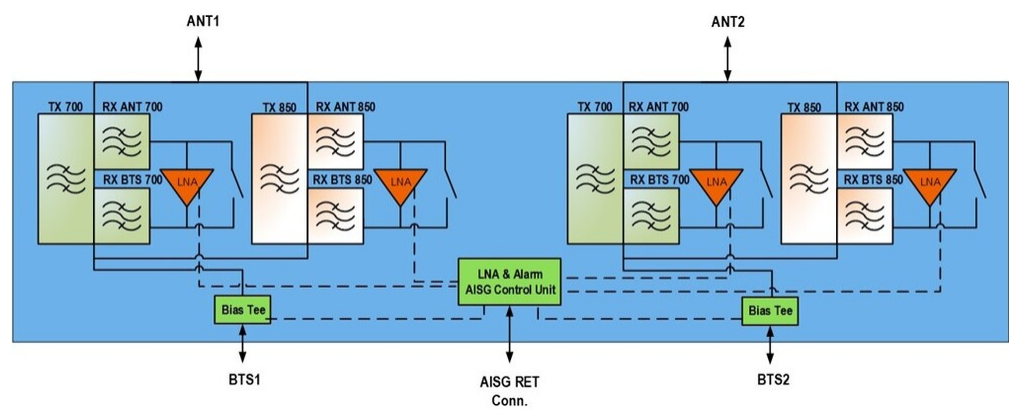 ANT1
ANT2
TX 700
RX ANT 700
TX 850
RX ANT 850
TX 700
RX ANT 700
TX 850
RX ANT 850
RX BTS 700
LNA
RX BTS 850
LNA
RX BTS 700
LNA
RX BTS 850
LNA
LNA & Alarm
AISG Control Unit
Bias Tee
Bias Tee
BTS1
AISG RET
Conn.
BTS2